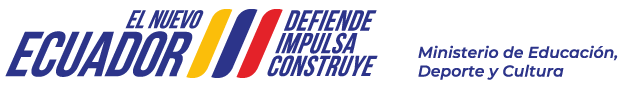 EL NUEVO
ECUADOR
DEFIENDE
IMPULSA
CONSTRUYE
Ministerio de Educación,
Deporte y Cultura